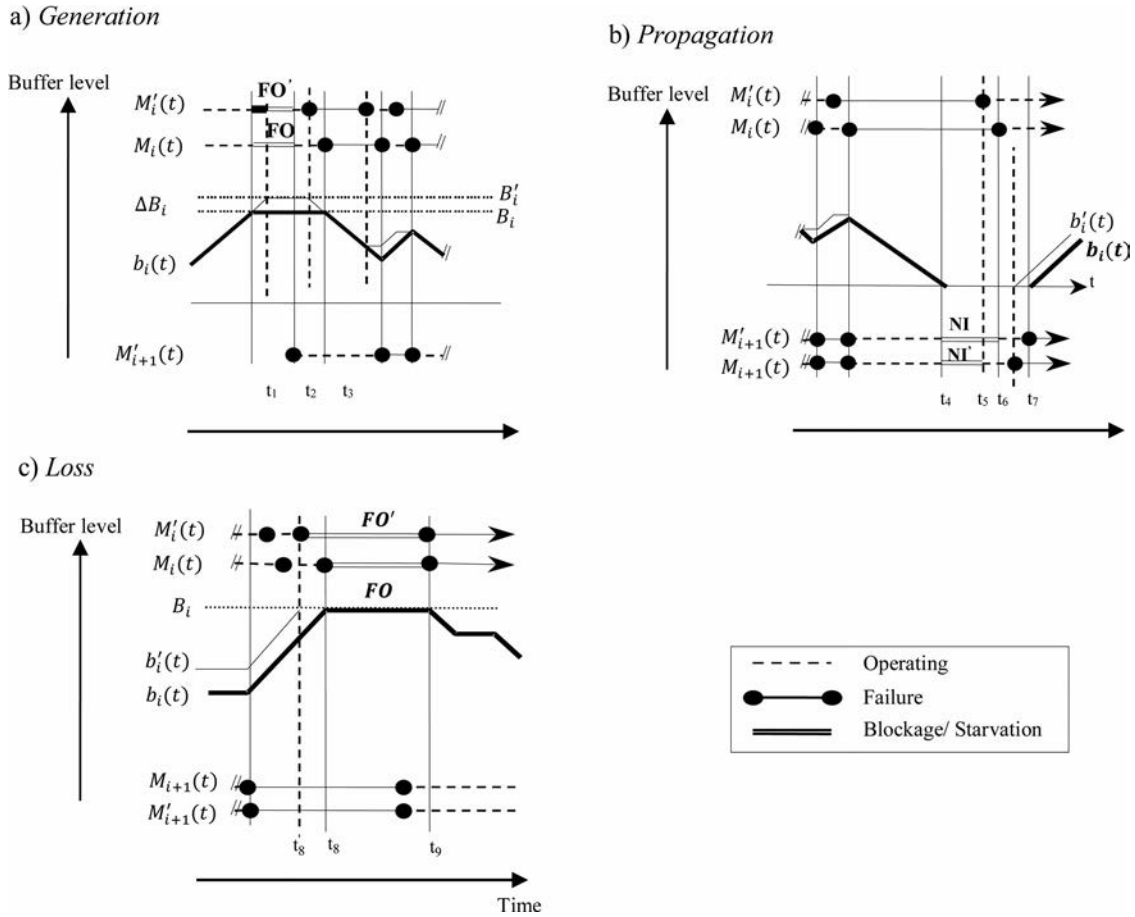 a) Generation
Buffer level
FO'
M'ᵢ(t)
FO
Mᵢ(t)
ΔBᵢ
B'ᵢ
Bᵢ
bᵢ(t)
M'ᵢ₊₁(t)
t₁ t₂ t₃
b) Propagation
Buffer level
M'ᵢ(t)
Mᵢ(t)
b'ᵢ(t)
bᵢ(t)
t
NI
M'ᵢ₊₁(t)
NI'
Mᵢ₊₁(t)
t₄ t₅ t₆ t₇
c) Loss
Buffer level
M'ᵢ(t)
FO'
Mᵢ(t)
FO
Bᵢ
b'ᵢ(t)
bᵢ(t)
Mᵢ₊₁(t)
M'ᵢ₊₁(t)
t₈ t₈ t₉
Time
Operating
Failure
Blockage/ Starvation